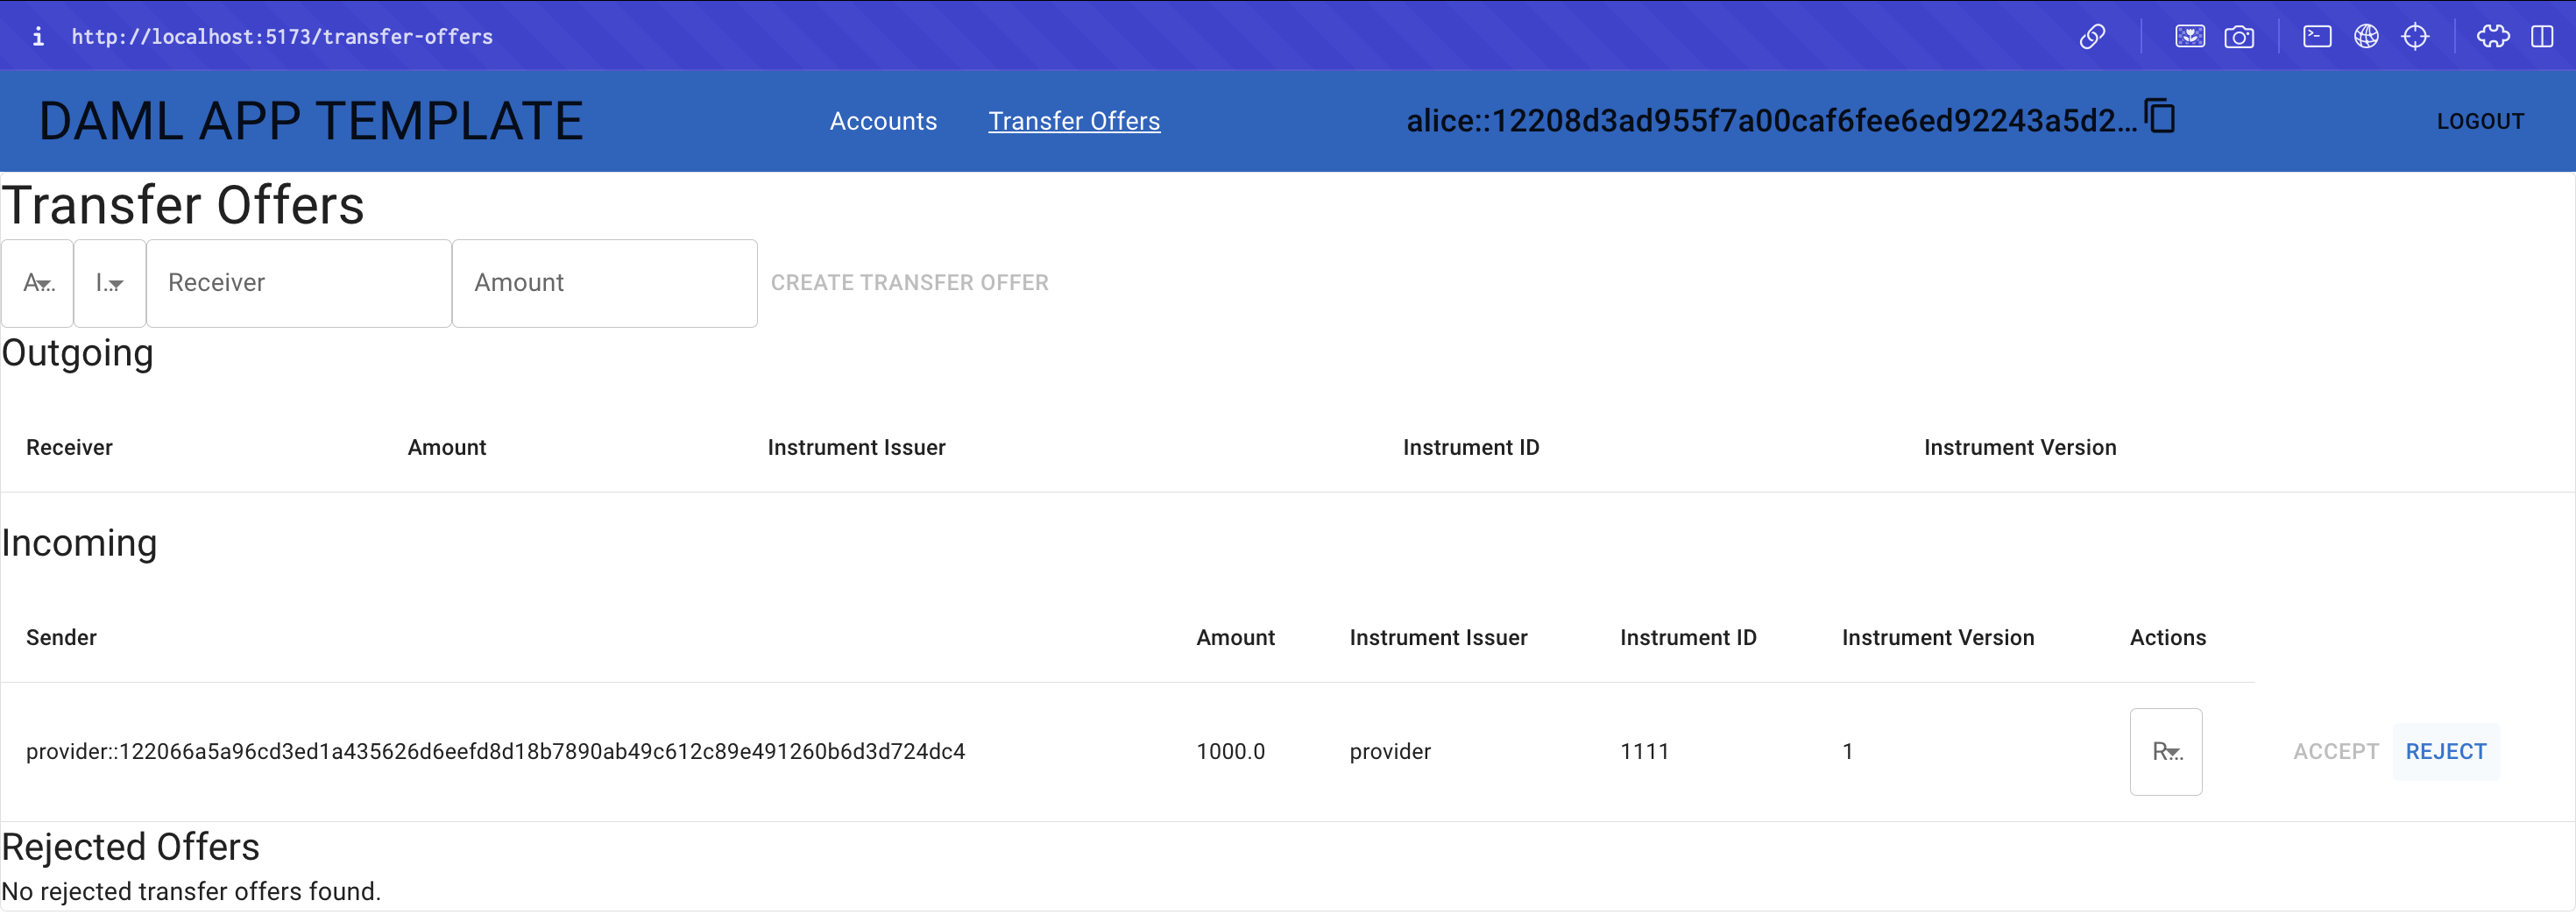 http://localhost:5173/transfer-offers
DAML APP TEMPLATE Accounts Transfer Offers alice::12208d3ad955f7a00caf6fee6ed92243a5d2... LOGOUT
Transfer Offers
A... I... Receiver Amount CREATE TRANSFER OFFER
Outgoing
Receiver Amount Instrument Issuer Instrument ID Instrument Version
Incoming
Sender Amount Instrument Issuer Instrument ID Instrument Version Actions
provider::122066a5a96cd3ed1a435626d6eefd8d18b7890ab49c612c89e491260b6d3d724dc4 1000.0 provider 1111 1 R... ACCEPT REJECT
Rejected Offers
No rejected transfer offers found.